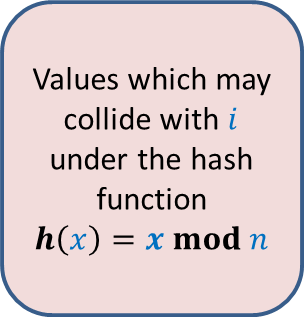 Values which may
collide with i
under the hash
function
h(x) = x mod n